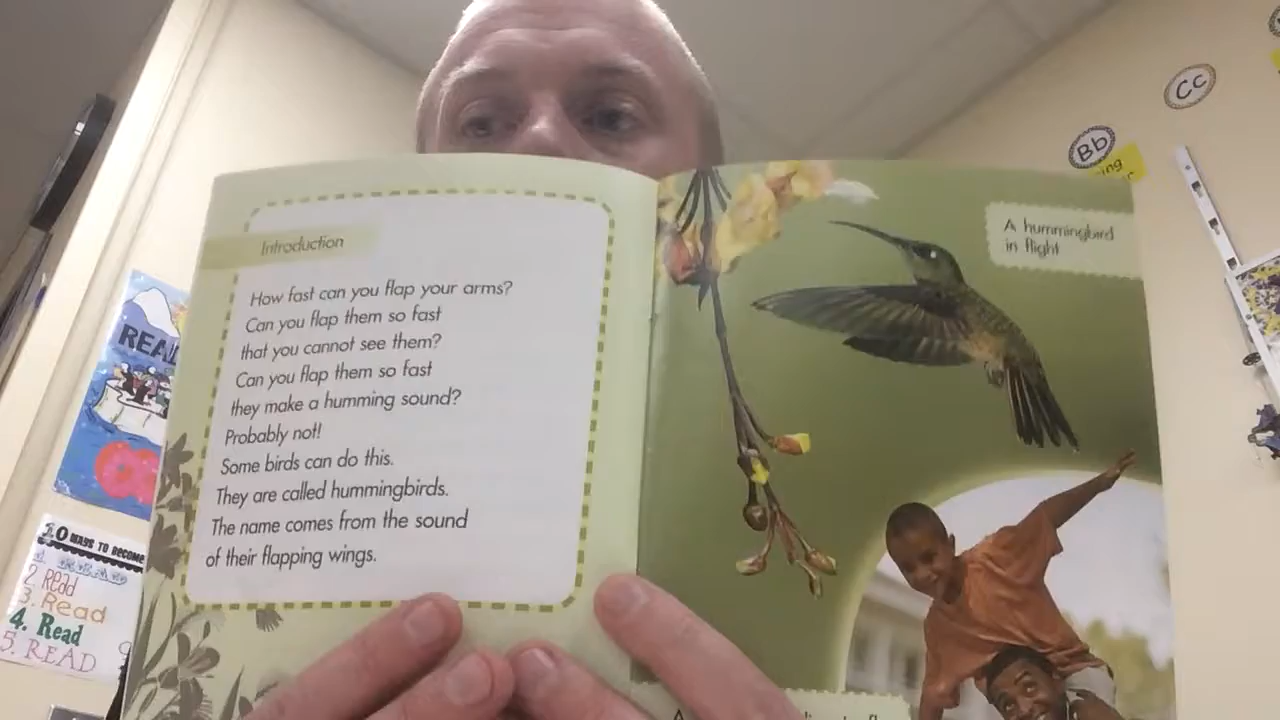 Introduction
How fast can you flap your arms?
Can you flap them so fast
that you cannot see them?
Can you flap them so fast
they make a humming sound?
Probably not!
Some birds can do this.
They are called hummingbirds.
The name comes from the sound
of their flapping wings.
A hummingbird
in flight
A
Cc
Bb
ing
REA
10 WAYS TO BECOME
2. Read
3. Read
4. Read
5. READ